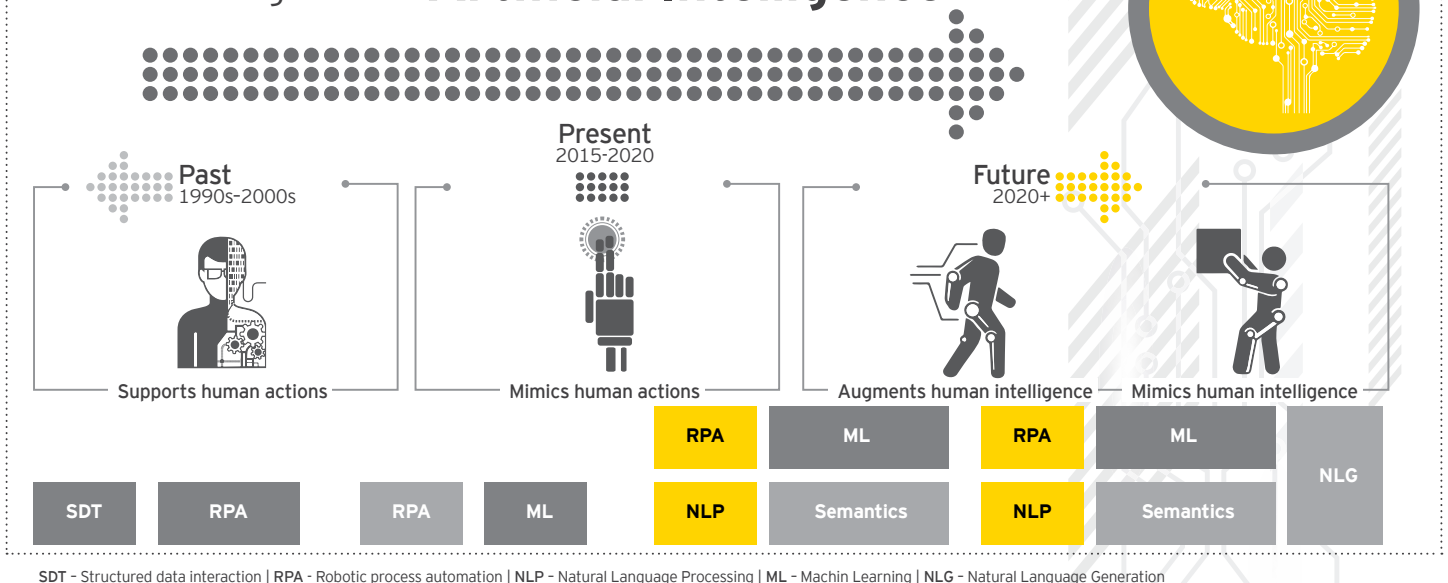 Artificial Intelligence
Present
2015-2020
Past
1990s-2000s
Future
2020+
Supports human actions
Mimics human actions
Augments human intelligence
Mimics human intelligence
RPA
ML
RPA
ML
NLG
SDT
RPA
RPA
ML
NLP
Semantics
NLP
Semantics
SDT – Structured data interaction | RPA - Robotic process automation | NLP – Natural Language Processing | ML – Machin Learning | NLG – Natural Language Generation